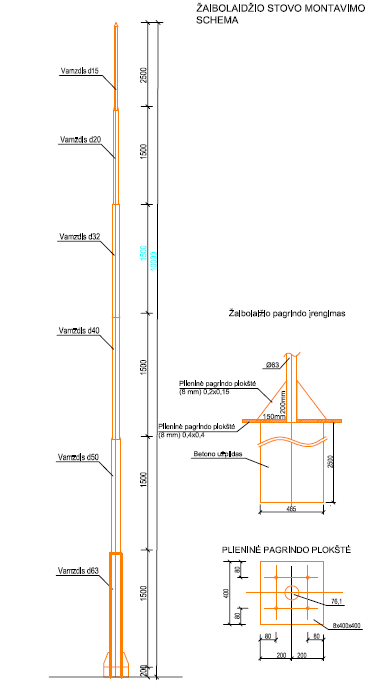 ŽAIBOLAIDŽIO STOVO MONTAVIMO
SCHEMA
2500
Vamzdis d15
Vamzdis d20
1500
Vamzdis d32
1500
Vamzdis d40
1500
Vamzdis d50
1500
Vamzdis d63
1500
200
Žaibolaižio pagrindo įrengimas
Ø63
Plieninė pagrindo plokštė
(8 mm) 0,2x0,15
200mm
150mm
Plieninė pagrindo plokštė
(8 mm) 0,4x0,4
Betono užpildas
2500
465
PLIENINĖ PAGRINDO PLOKŠTĖ
80
400
80
76,1
8x400x400
80
80
200
200